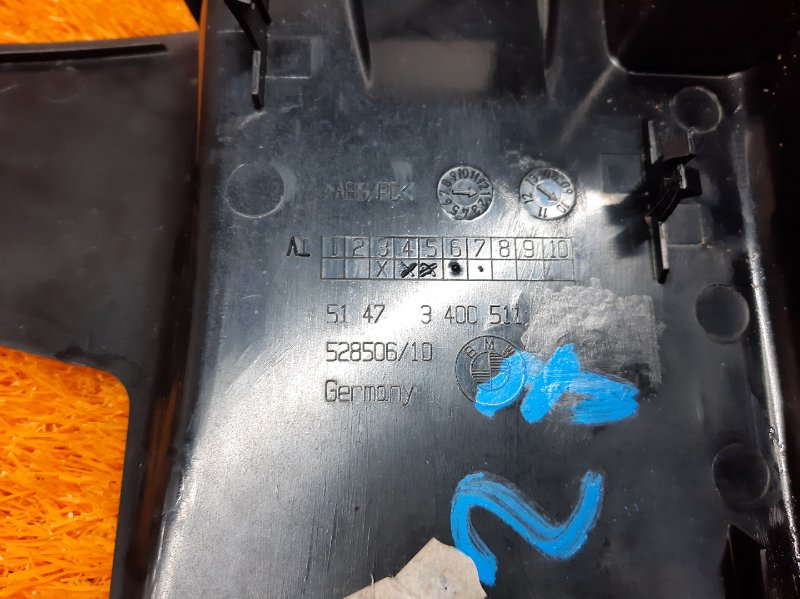 >ABS/PC<
AI 1 2 3 4 5 6 7 8 9 10
X X X
51 47 3 400 511
528506/10
BMW
Germany